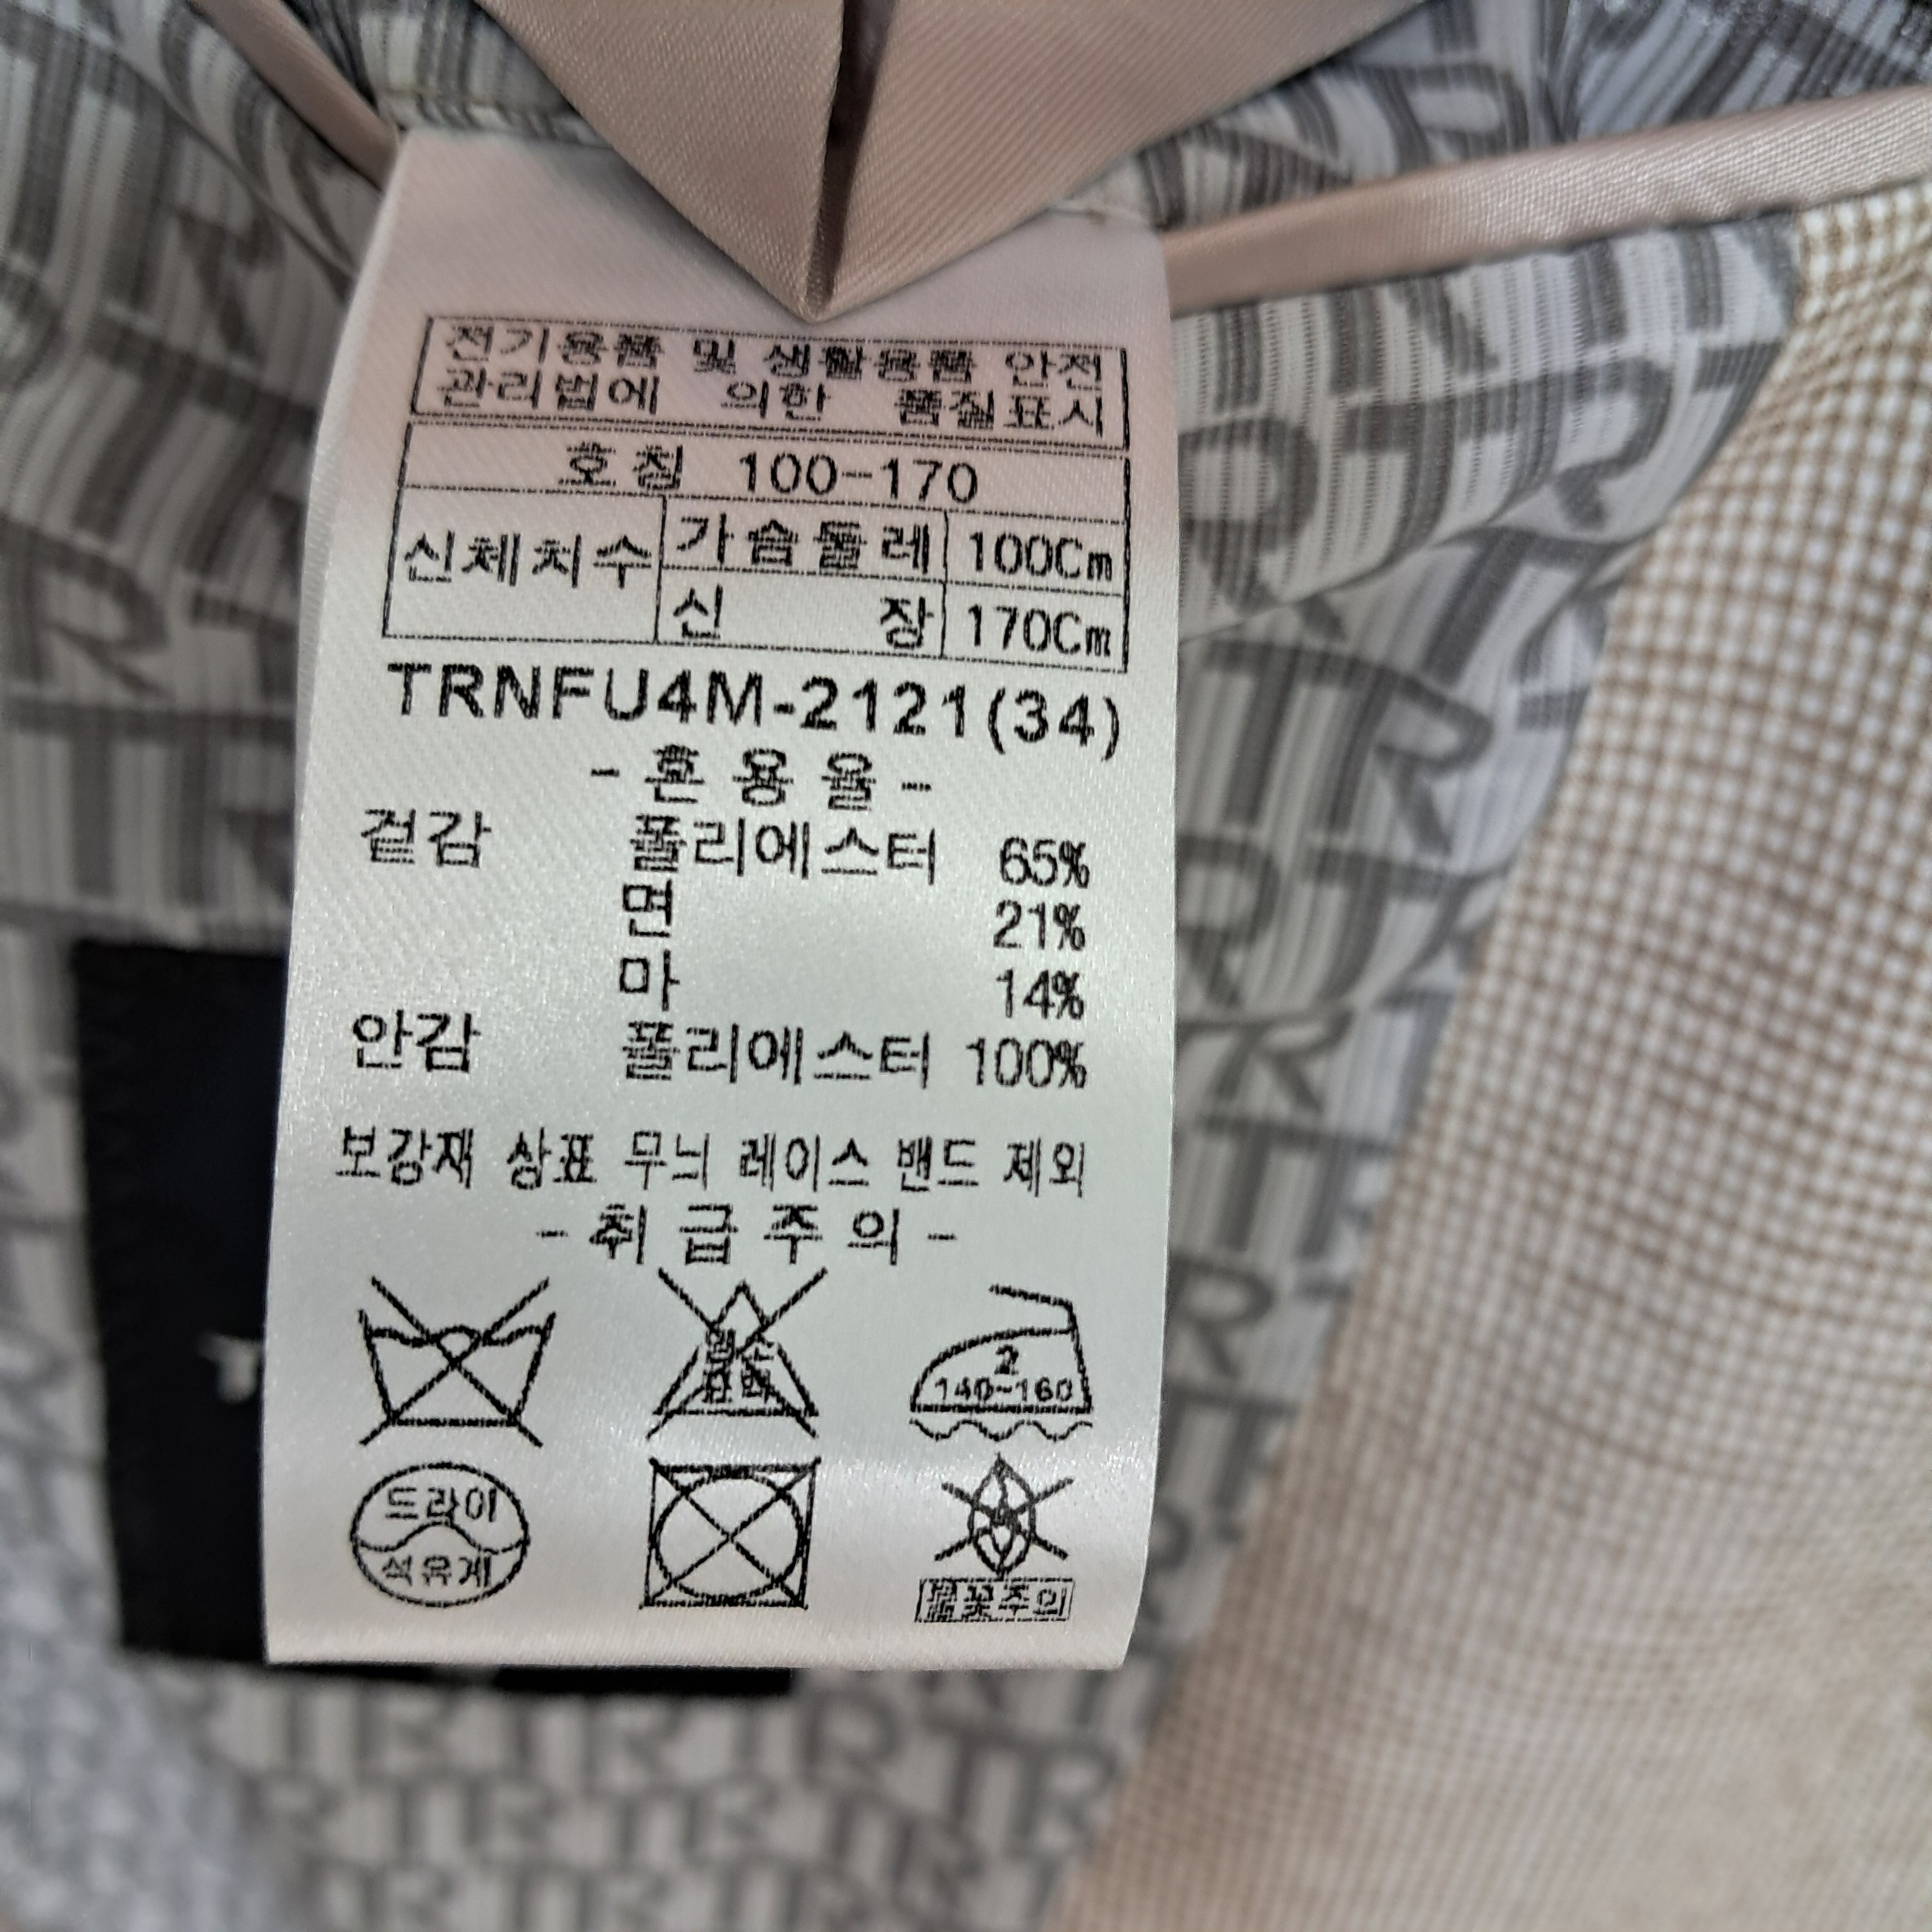 전기용품 및 생활용품 안전
관리법에 의한 품질표시
호칭 100-170
신체치수 가슴둘레 100Cm
신장 170Cm
TRNFU4M-2121(34)
- 혼용율 -
겉감 폴리에스터 65%
면 21%
마 14%
안감 폴리에스터 100%
보강재 상표 무늬 레이스 밴드 제외
- 취급주의 -
염소
표백
2
140~160
드라이
석유계
불꽃주의